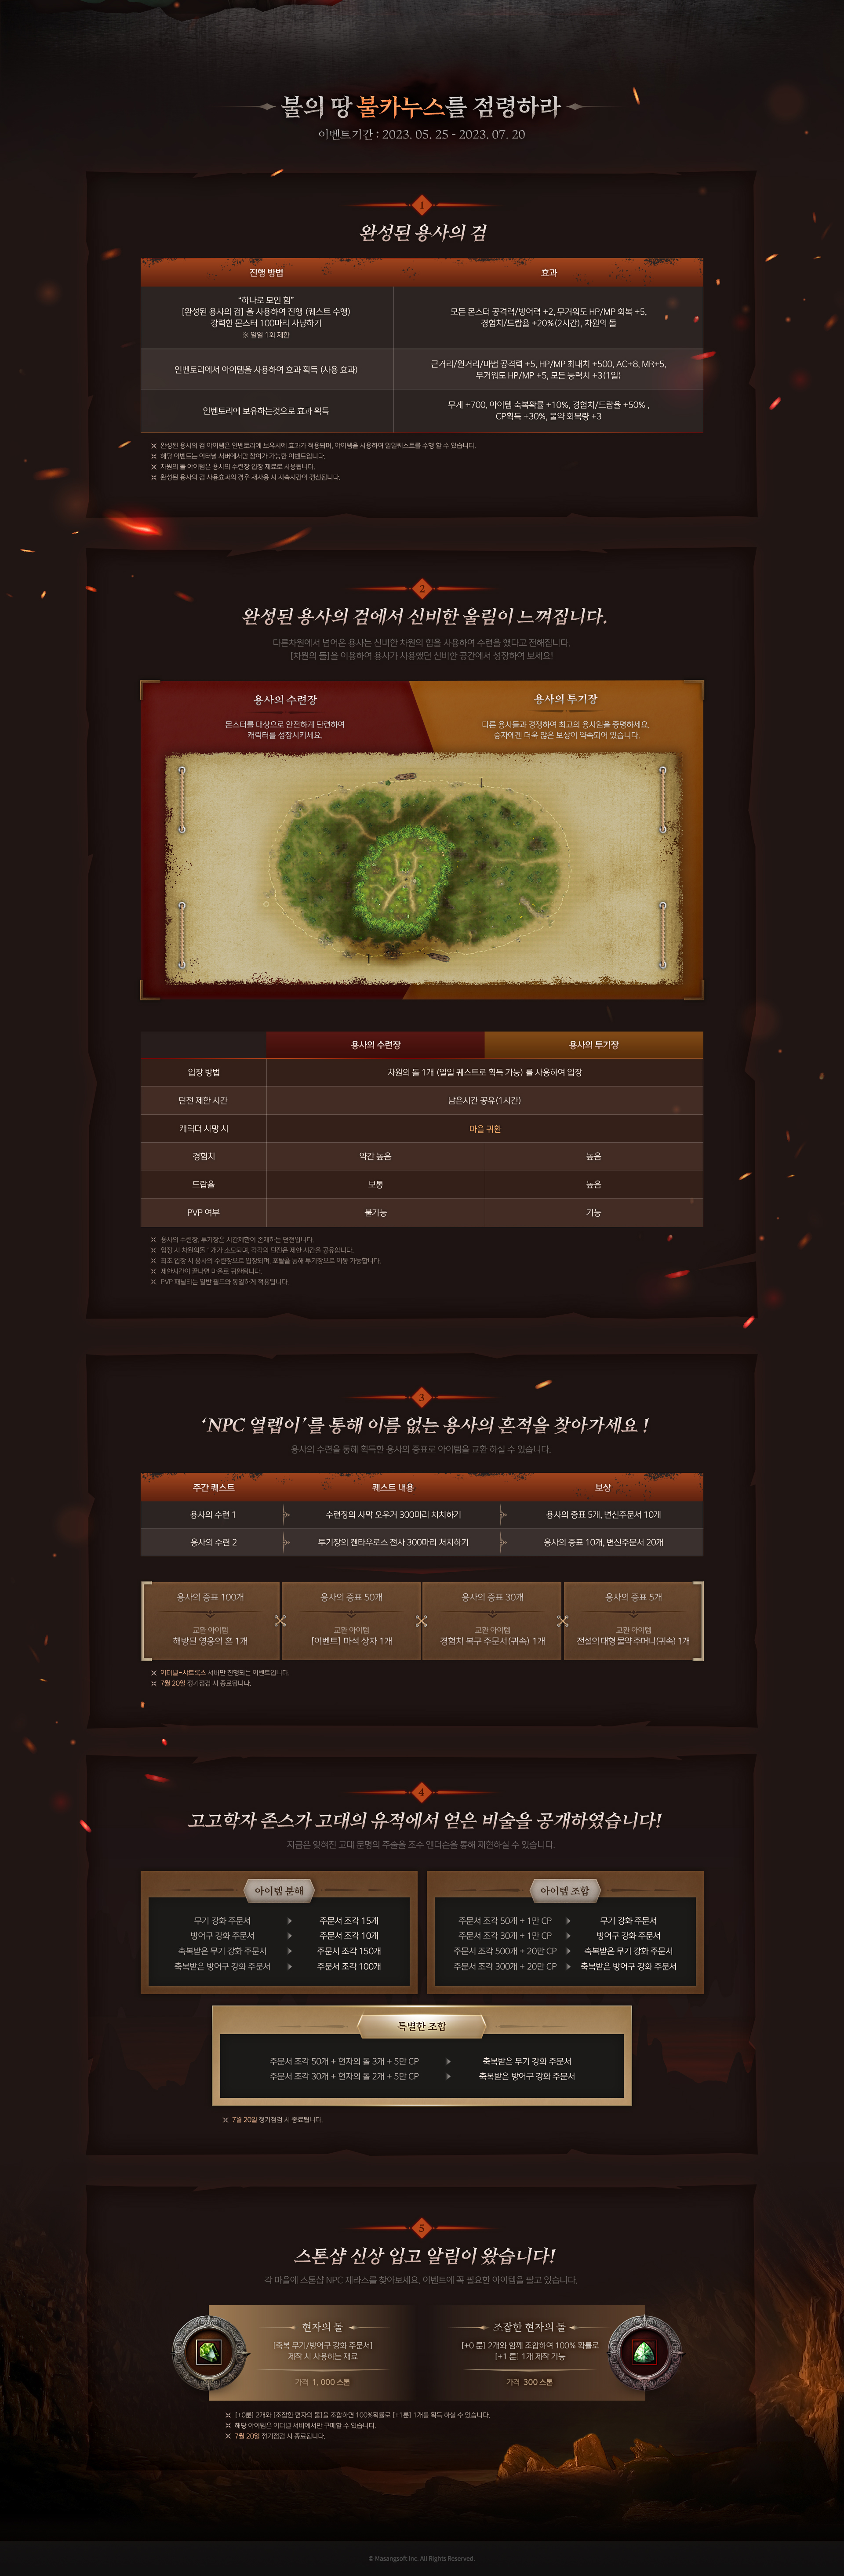 불의 땅 불카누스를 점령하라
이벤트기간 : 2023. 05. 25 - 2023. 07. 20
1
완성된 용사의 검
진행 방법
효과
"하나로 모인 힘"
[완성된 용사의 검] 을 사용하여 진행 (퀘스트 수행)
강력한 몬스터 100마리 사냥하기
※ 일일 1회 제한
모든 몬스터 공격력/방어력 +2, 무거워도 HP/MP 회복 +5,
경험치/드랍율 +20%(2시간), 차원의 돌
인벤토리에서 아이템을 사용하여 효과 획득 (사용 효과)
근거리/원거리/마법 공격력 +5, HP/MP 최대치 +500, AC+8, MR+5,
무거워도 HP/MP +5, 모든 능력치 +3(1일)
인벤토리에 보유하는것으로 효과 획득
무게 +700, 아이템 축복확률 +10%, 경험치/드랍율 +50% ,
CP획득 +30%, 물약 회복량 +3
※ 완성된 용사의 검 아이템은 인벤토리에 보유시에 효과가 적용되며, 아이템을 사용하여 일일퀘스트를 수행 할 수 있습니다.
※ 해당 이벤트는 이터널 서버에서만 참여가 가능한 이벤트입니다.
※ 차원의 돌 아이템은 용사의 수련장 입장 재료로 사용됩니다.
※ 완성된 용사의 검 사용효과의 경우 재사용 시 지속시간이 갱신됩니다.
2
완성된 용사의 검에서 신비한 울림이 느껴집니다.
다른차원에서 넘어온 용사는 신비한 차원의 힘을 사용하여 수련을 했다고 전해집니다.
[차원의 돌]을 이용하여 용사가 사용했던 신비한 공간에서 성장하여 보세요!
용사의 수련장
몬스터를 대상으로 안전하게 단련하여
캐릭터를 성장시키세요.
용사의 투기장
다른 용사들과 경쟁하여 최고의 용사임을 증명하세요.
승자에겐 더욱 많은 보상이 약속되어 있습니다.
용사의 수련장
용사의 투기장
입장 방법
차원의 돌 1개 (일일 퀘스트로 획득 가능) 를 사용하여 입장
던전 제한 시간
남은시간 공유(1시간)
캐릭터 사망 시
마을 귀환
경험치
약간 높음
높음
드랍율
보통
높음
PVP 여부
불가능
가능
※ 용사의 수련장, 투기장은 시간제한이 존재하는 던전입니다.
※ 입장 시 차원의돌 1개가 소모되며, 각각의 던전은 제한 시간을 공유합니다.
※ 최초 입장 시 용사의 수련장으로 입장되며, 포탈을 통해 투기장으로 이동 가능합니다.
※ 제한시간이 끝나면 마을로 귀환됩니다.
※ PVP 패널티는 일반 필드와 동일하게 적용됩니다.
3
‘NPC 열렙이’를 통해 이름 없는 용사의 흔적을 찾아가세요 !
용사의 수련을 통해 획득한 용사의 증표로 아이템을 교환 하실 수 있습니다.
주간 퀘스트
퀘스트 내용
보상
용사의 수련 1
수련장의 사막 오우거 300마리 처치하기
용사의 증표 5개, 변신주문서 10개
용사의 수련 2
투기장의 켄타우로스 전사 300마리 처치하기
용사의 증표 10개, 변신주문서 20개
용사의 증표 100개
교환 아이템
해방된 영웅의 혼 1개
용사의 증표 50개
교환 아이템
[이벤트] 마석 상자 1개
용사의 증표 30개
교환 아이템
경험치 복구 주문서(귀속) 1개
용사의 증표 5개
교환 아이템
전설의 대형 물약 주머니(귀속) 1개
※ 이터널-샤트록스 서버만 진행되는 이벤트입니다.
※ 7월 20일 정기점검 시 종료됩니다.
4
고고학자 존스가 고대의 유적에서 얻은 비술을 공개하였습니다!
지금은 잊혀진 고대 문명의 주술을 조수 앤더슨을 통해 재현하실 수 있습니다.
아이템 분해
무기 강화 주문서
주문서 조각 15개
방어구 강화 주문서
주문서 조각 10개
축복받은 무기 강화 주문서
주문서 조각 150개
축복받은 방어구 강화 주문서
주문서 조각 100개
아이템 조합
주문서 조각 50개 + 1만 CP
무기 강화 주문서
주문서 조각 30개 + 1만 CP
방어구 강화 주문서
주문서 조각 500개 + 20만 CP
축복받은 무기 강화 주문서
주문서 조각 300개 + 20만 CP
축복받은 방어구 강화 주문서
특별한 조합
주문서 조각 50개 + 현자의 돌 3개 + 5만 CP
축복받은 무기 강화 주문서
주문서 조각 30개 + 현자의 돌 2개 + 5만 CP
축복받은 방어구 강화 주문서
※ 7월 20일 정기점검 시 종료됩니다.
5
스톤샵 신상 입고 알림이 왔습니다!
각 마을에 스톤샵 NPC 제라스를 찾아보세요. 이벤트에 꼭 필요한 아이템을 팔고 있습니다.
현자의 돌
[축복 무기/방어구 강화 주문서]
제작 시 사용하는 재료
가격 1, 000 스톤
조잡한 현자의 돌
[+0 룬] 2개와 함께 조합하여 100% 확률로
[+1 룬] 1개 제작 가능
가격 300 스톤
※ [+0룬] 2개와 [조잡한 현자의 돌]을 조합하면 100%확률로 [+1룬] 1개를 획득 하실 수 있습니다.
※ 해당 아이템은 이터널 서버에서만 구매할 수 있습니다.
※ 7월 20일 정기점검 시 종료됩니다.
© Masangsoft Inc. All Rights Reserved.